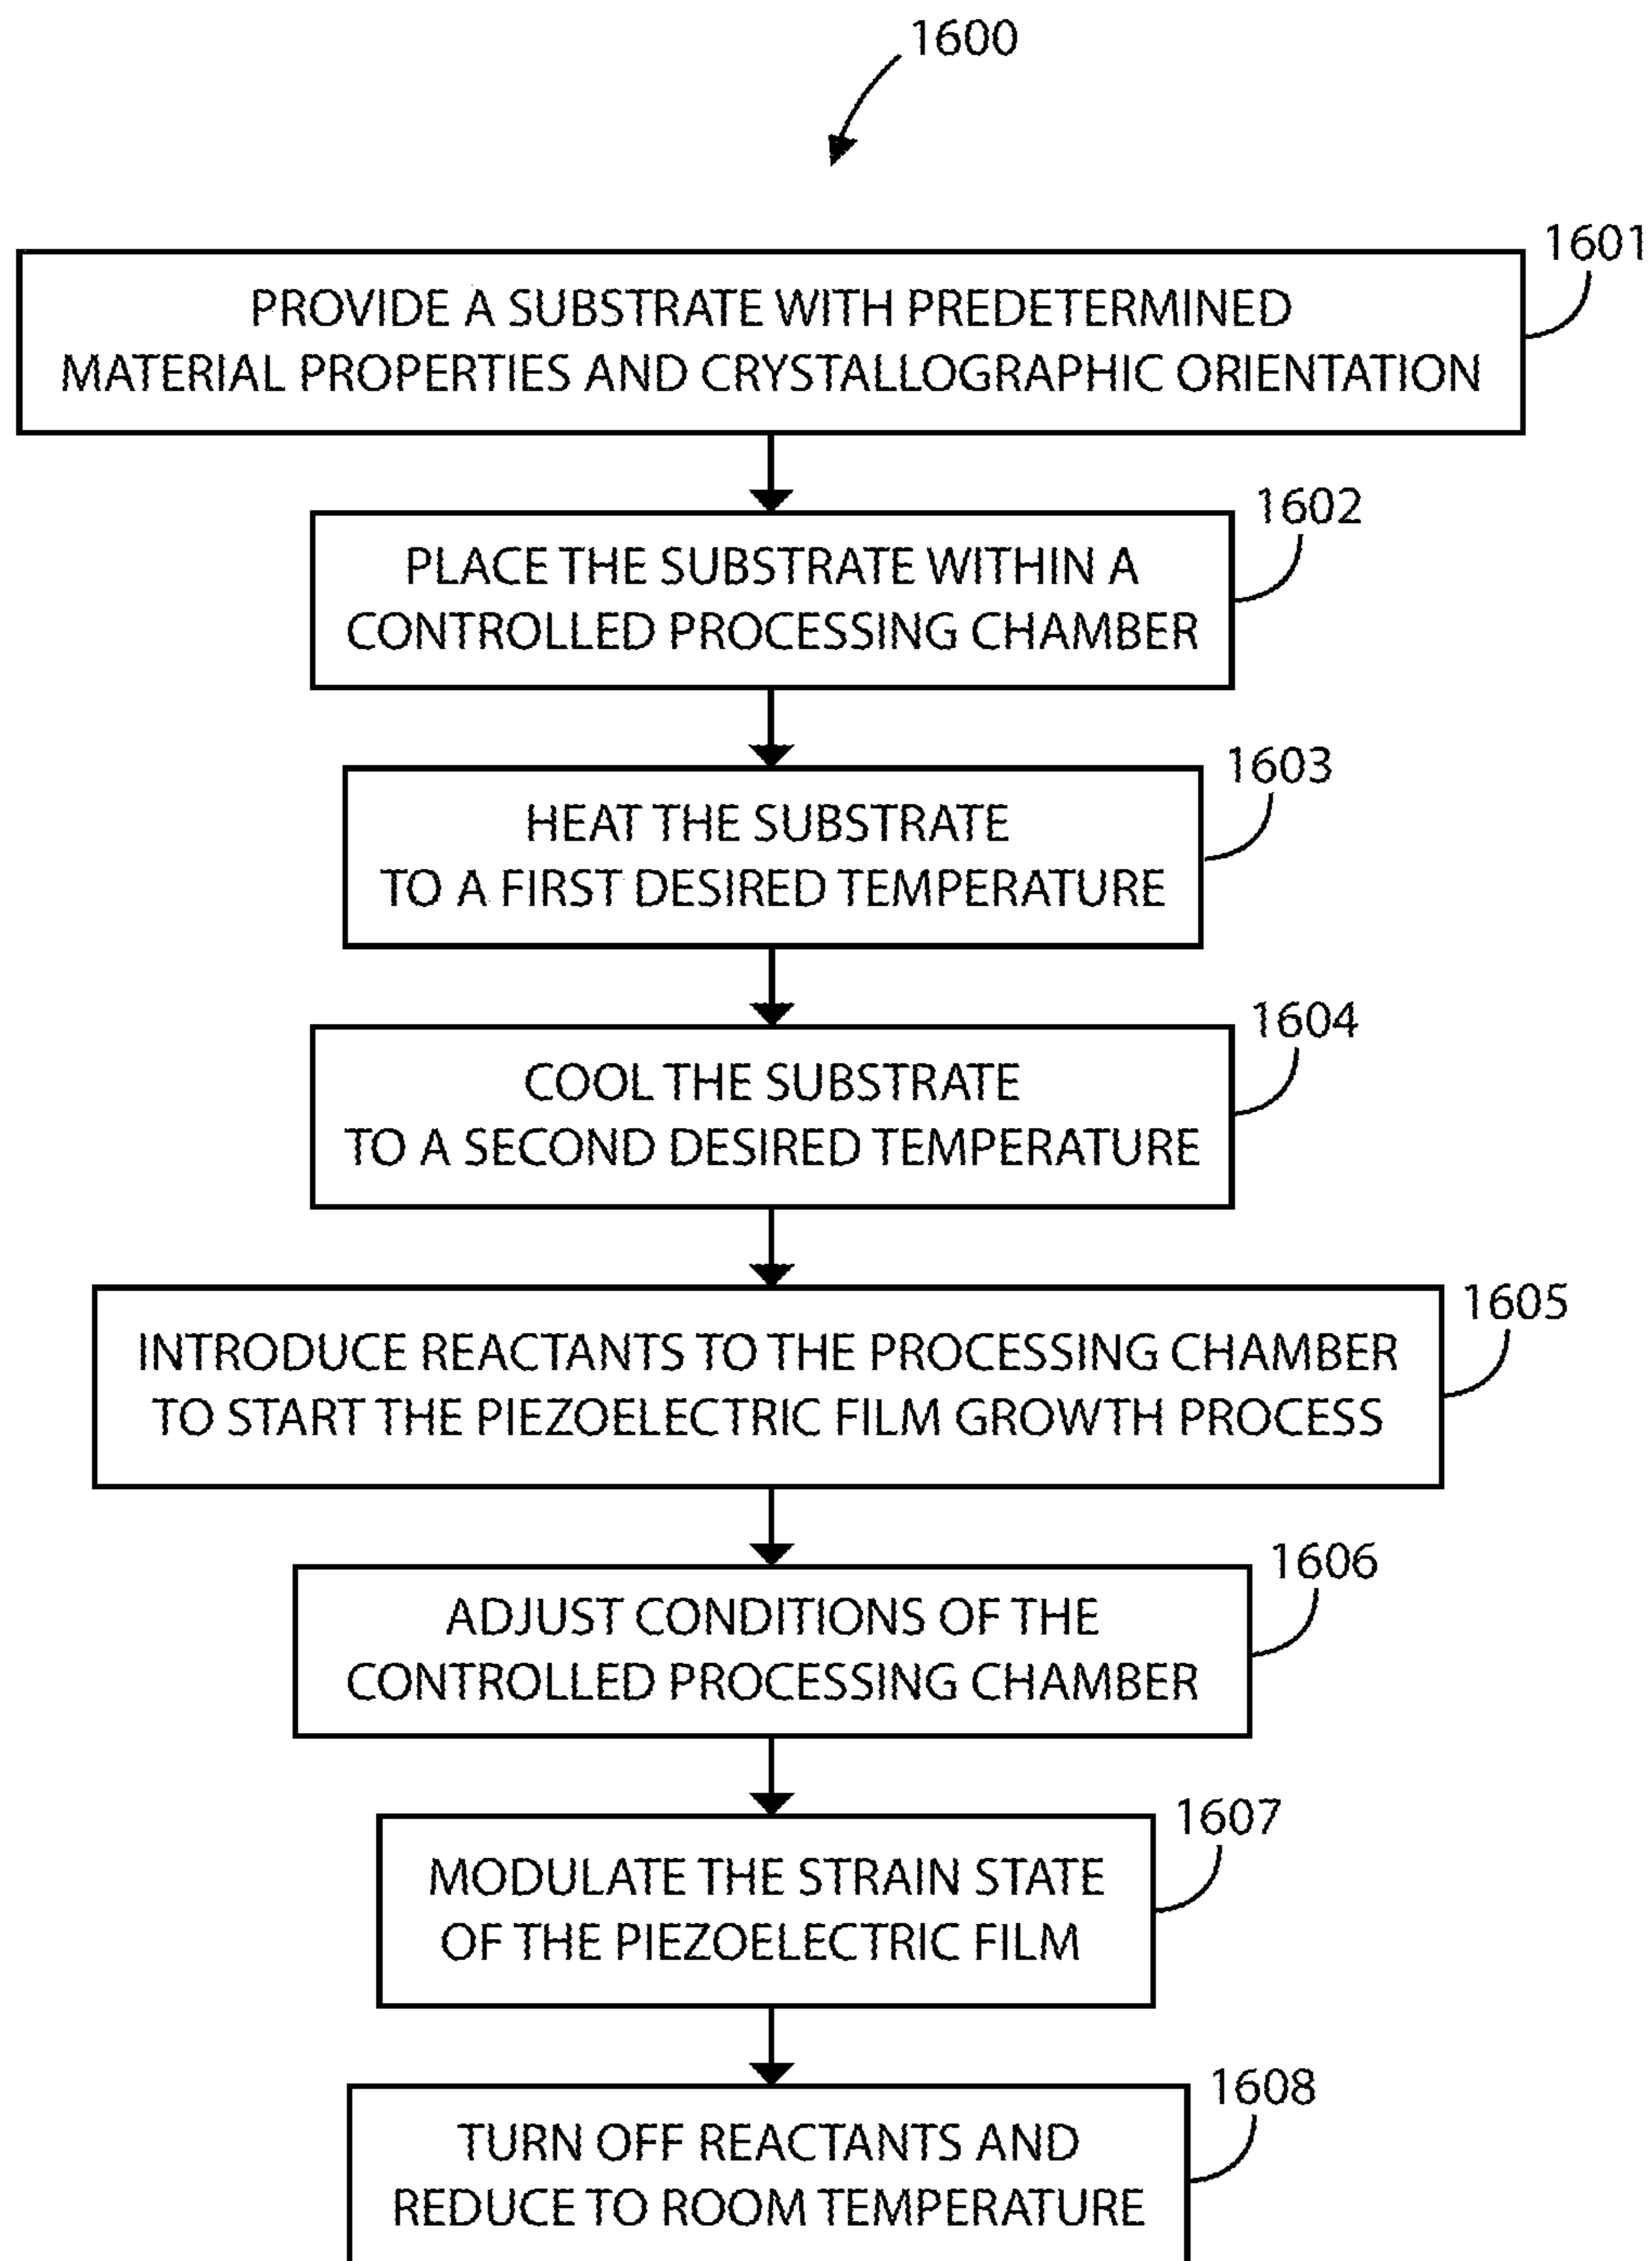 1600
1601
PROVIDE A SUBSTRATE WITH PREDETERMINED
MATERIAL PROPERTIES AND CRYSTALLOGRAPHIC ORIENTATION
1602
PLACE THE SUBSTRATE WITHIN A
CONTROLLED PROCESSING CHAMBER
1603
HEAT THE SUBSTRATE
TO A FIRST DESIRED TEMPERATURE
1604
COOL THE SUBSTRATE
TO A SECOND DESIRED TEMPERATURE
1605
INTRODUCE REACTANTS TO THE PROCESSING CHAMBER
TO START THE PIEZOELECTRIC FILM GROWTH PROCESS
1606
ADJUST CONDITIONS OF THE
CONTROLLED PROCESSING CHAMBER
1607
MODULATE THE STRAIN STATE
OF THE PIEZOELECTRIC FILM
1608
TURN OFF REACTANTS AND
REDUCE TO ROOM TEMPERATURE